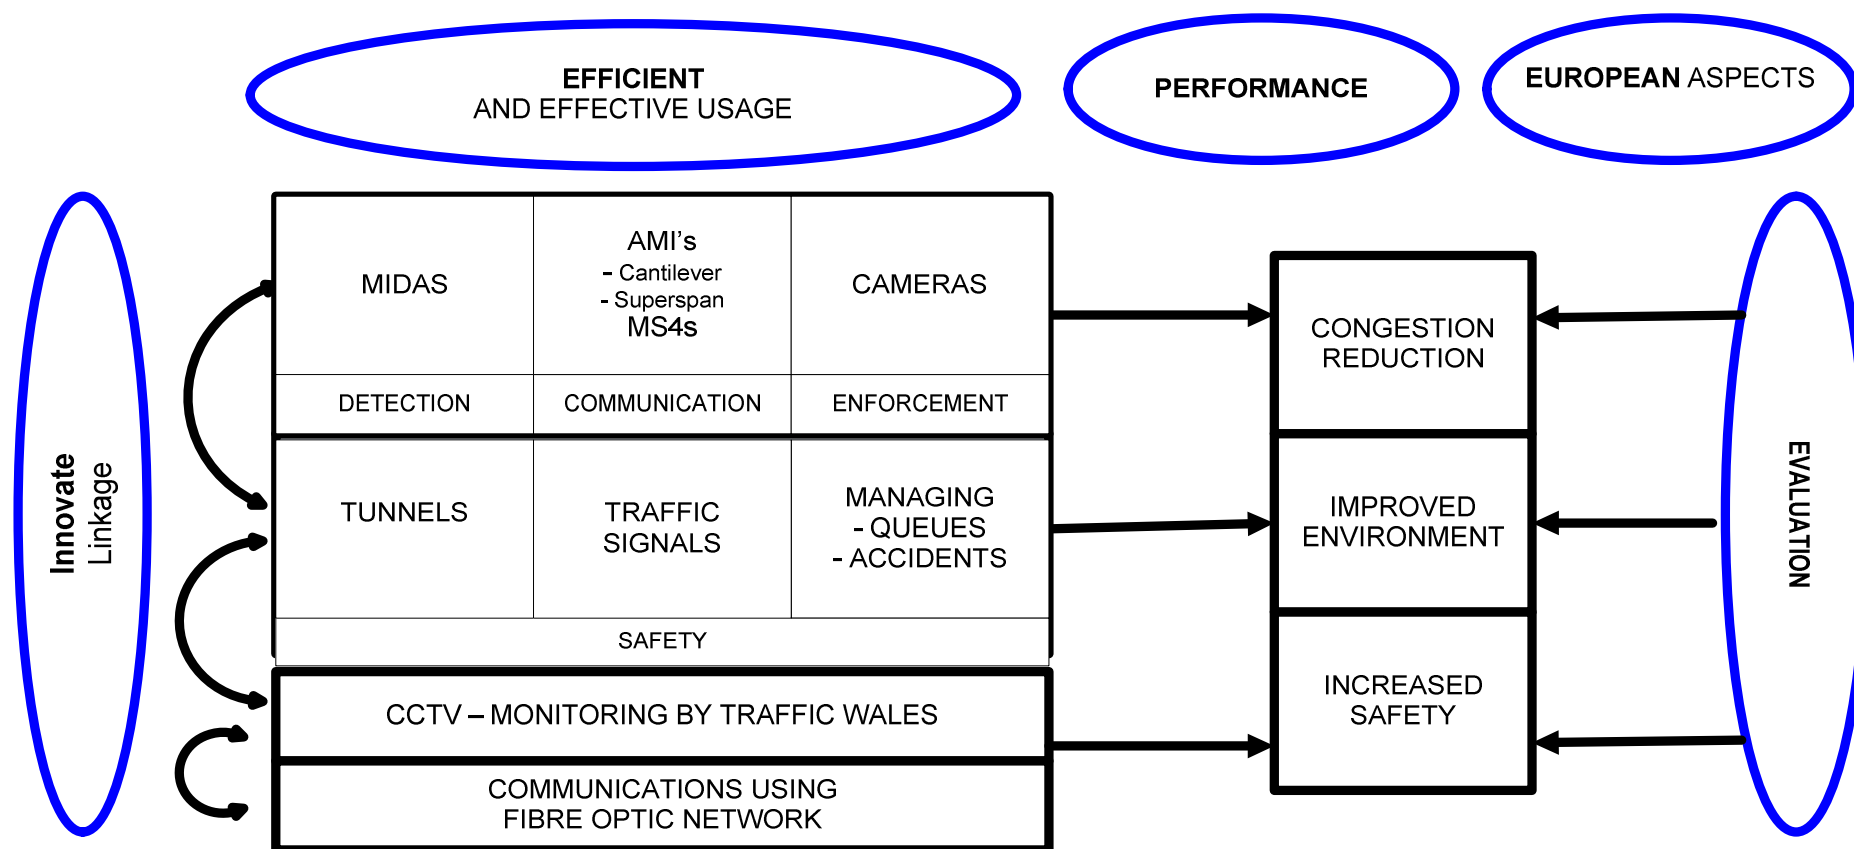 EFFICIENT
AND EFFECTIVE USAGE
PERFORMANCE
EUROPEAN ASPECTS
Innovate
Linkage
MIDAS
AMI's
- Cantilever
- Superspan
MS4s
CAMERAS
DETECTION
COMMUNICATION
ENFORCEMENT
TUNNELS
TRAFFIC
SIGNALS
MANAGING
- QUEUES
- ACCIDENTS
SAFETY
CCTV – MONITORING BY TRAFFIC WALES
COMMUNICATIONS USING
FIBRE OPTIC NETWORK
CONGESTION
REDUCTION
IMPROVED
ENVIRONMENT
INCREASED
SAFETY
EVALUATION